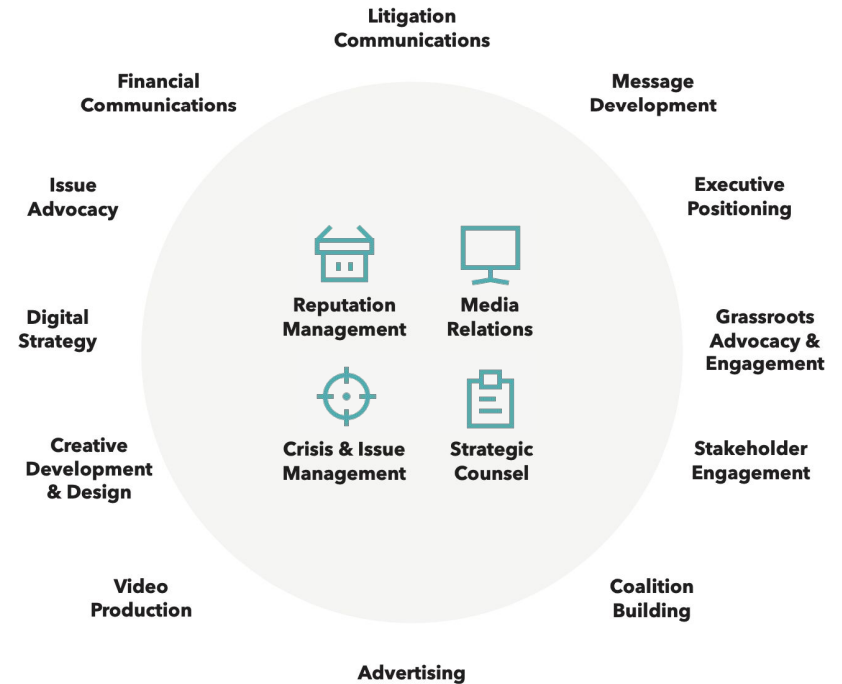 Litigation
Communications
Financial
Communications
Message
Development
Issue
Advocacy
Executive
Positioning
Reputation
Management
Media
Relations
Digital
Strategy
Grassroots
Advocacy &
Engagement
Crisis & Issue
Management
Strategic
Counsel
Creative
Development
& Design
Stakeholder
Engagement
Video
Production
Coalition
Building
Advertising